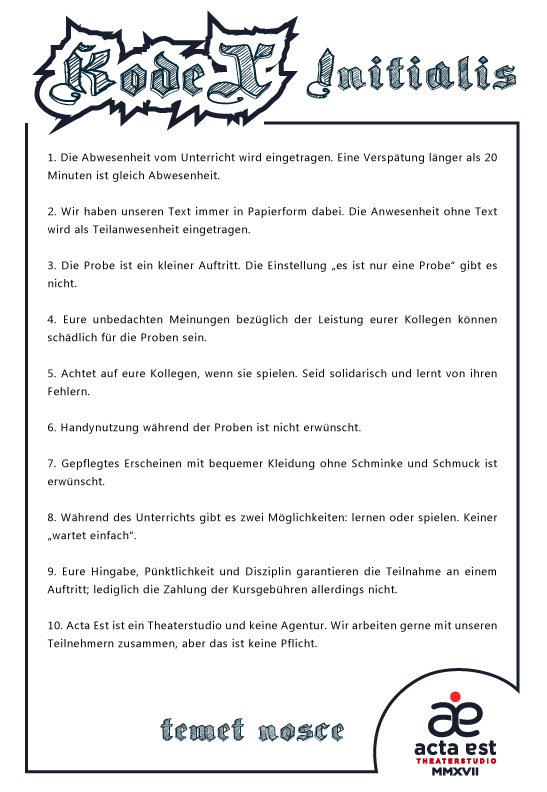 KodeX Initialis
1. Die Abwesenheit vom Unterricht wird eingetragen. Eine Verspätung länger als 20
Minuten ist gleich Abwesenheit.
2. Wir haben unseren Text immer in Papierform dabei. Die Anwesenheit ohne Text
wird als Teilanwesenheit eingetragen.
3. Die Probe ist ein kleiner Auftritt. Die Einstellung „es ist nur eine Probe“ gibt es
nicht.
4. Eure unbedachten Meinungen bezüglich der Leistung eurer Kollegen können
schädlich für die Proben sein.
5. Achtet auf eure Kollegen, wenn sie spielen. Seid solidarisch und lernt von ihren
Fehlern.
6. Handynutzung während der Proben ist nicht erwünscht.
7. Gepflegtes Erscheinen mit bequemer Kleidung ohne Schminke und Schmuck ist
erwünscht.
8. Während des Unterrichts gibt es zwei Möglichkeiten: lernen oder spielen. Keiner
„wartet einfach“.
9. Eure Hingabe, Pünktlichkeit und Disziplin garantieren die Teilnahme an einem
Auftritt; lediglich die Zahlung der Kursgebühren allerdings nicht.
10. Acta Est ist ein Theaterstudio und keine Agentur. Wir arbeiten gerne mit unseren
Teilnehmern zusammen, aber das ist keine Pflicht.
temet nosce
æ
acta est
THEATERSTUDIO
MMXVII